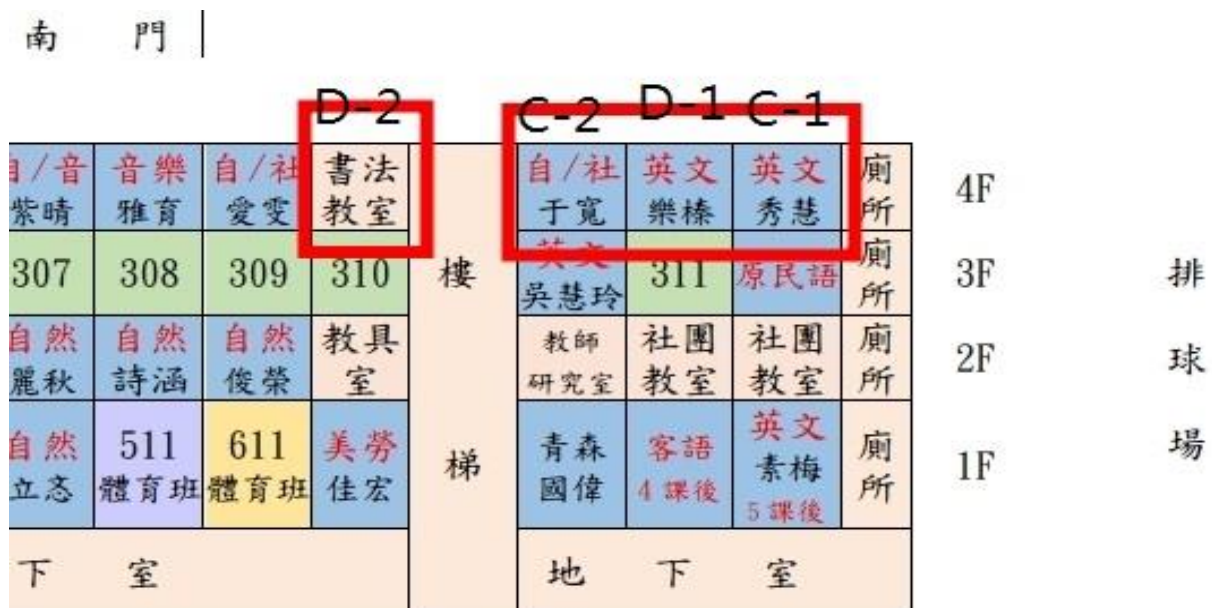 南 門
D-2 C-2 D-1 C-1
自/音 音樂 自/社 書法 自/社 英文 英文 廁
紫晴 雅育 愛雯 教室 于寬 樂榛 秀慧 所 4F
307 308 309 310 樓 英文 311 原民語 廁 3F 排
吳慧玲 所
自然 自然 自然 教具 教師 社團 社團 廁 2F 球
麗秋 詩涵 俊榮 室 研究室 教室 教室 所
自然 511 611 美勞 梯 青森 客語 英文 廁 1F 場
立忞 體育班 體育班 佳宏 國偉 4課後 素梅 所
5課後
下 室 地 下 室